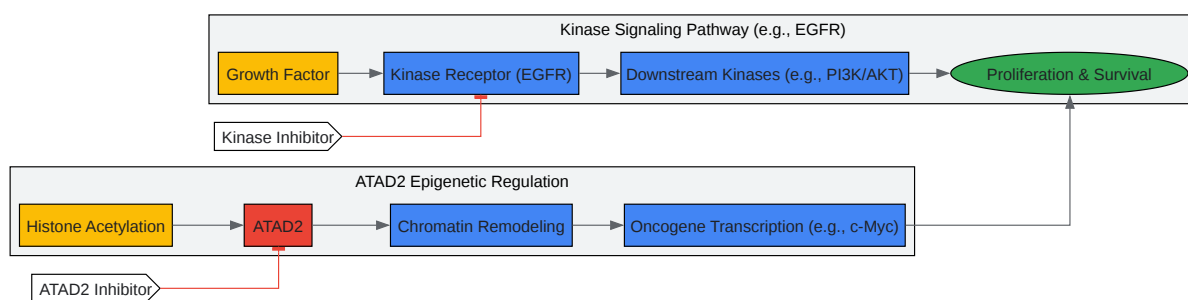 Kinase Signaling Pathway (e.g., EGFR)
Growth Factor
Kinase Receptor (EGFR)
Downstream Kinases (e.g., PI3K/AKT)
Proliferation & Survival
Kinase Inhibitor
ATAD2 Epigenetic Regulation
Histone Acetylation
ATAD2
Chromatin Remodeling
Oncogene Transcription (e.g., c-Myc)
ATAD2 Inhibitor